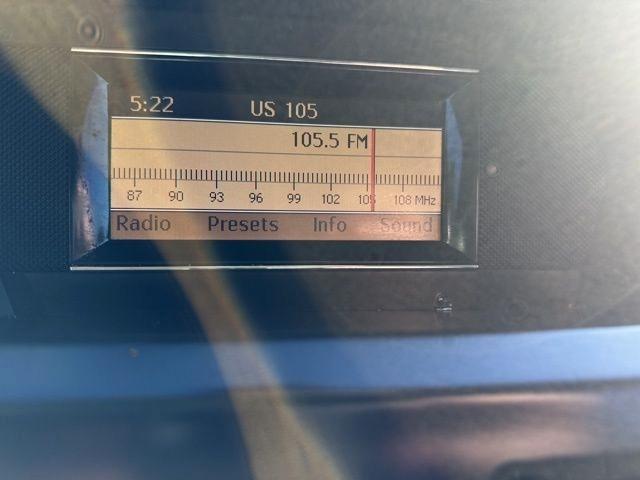 5:22 US 105
105.5 FM
87 90 93 96 99 102 105 108 MHz
Radio Presets Info Sound